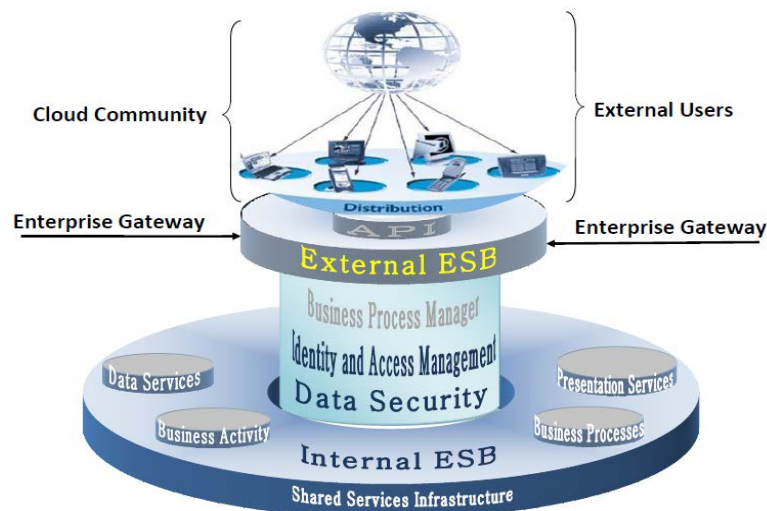 Cloud Community
External Users
Distribution
Enterprise Gateway
Enterprise Gateway
API
External ESB
Business Process Manager
Identity and Access Management
Data Security
Data Services
Presentation Services
Business Activity
Business Processes
Internal ESB
Shared Services Infrastructure